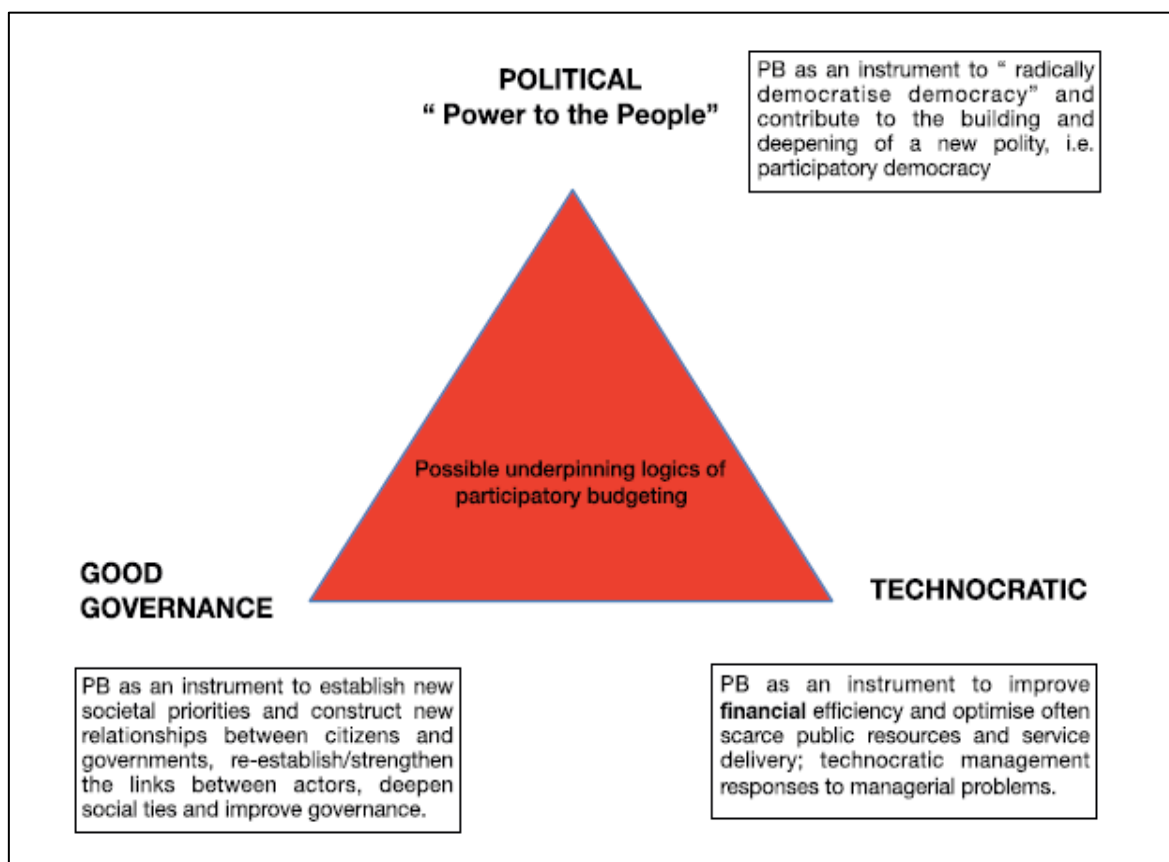 POLITICAL
“ Power to the People”
PB as an instrument to “ radically
democratise democracy” and
contribute to the building and
deepening of a new polity, i.e.
participatory democracy
Possible underpinning logics of
participatory budgeting
GOOD
GOVERNANCE
TECHNOCRATIC
PB as an instrument to establish new
societal priorities and construct new
relationships between citizens and
governments, re-establish/strengthen
the links between actors, deepen
social ties and improve governance.
PB as an instrument to improve
financial efficiency and optimise often
scarce public resources and service
delivery; technocratic management
responses to managerial problems.